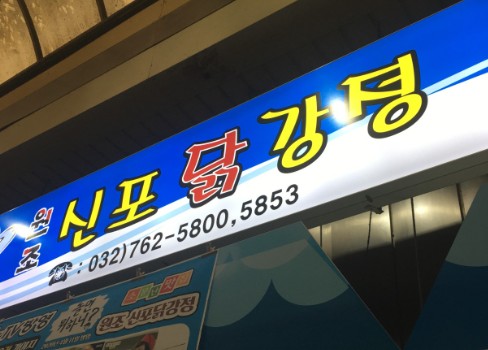 원조 신포 닭강정
☎ : 032)762-5800, 5853
원조 신포닭강정